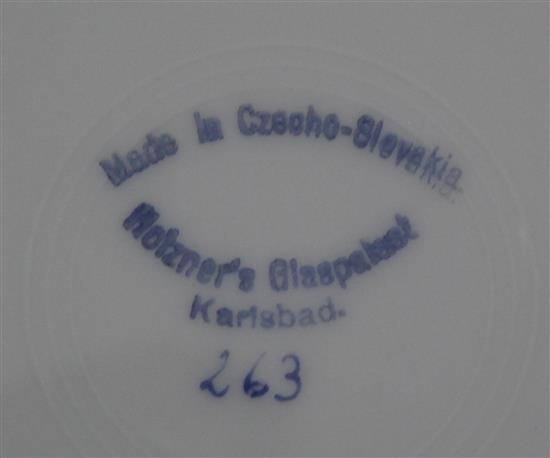 Made in Czecho-Slovakia
Holzner's Glaspalast
Karlsbad.
263